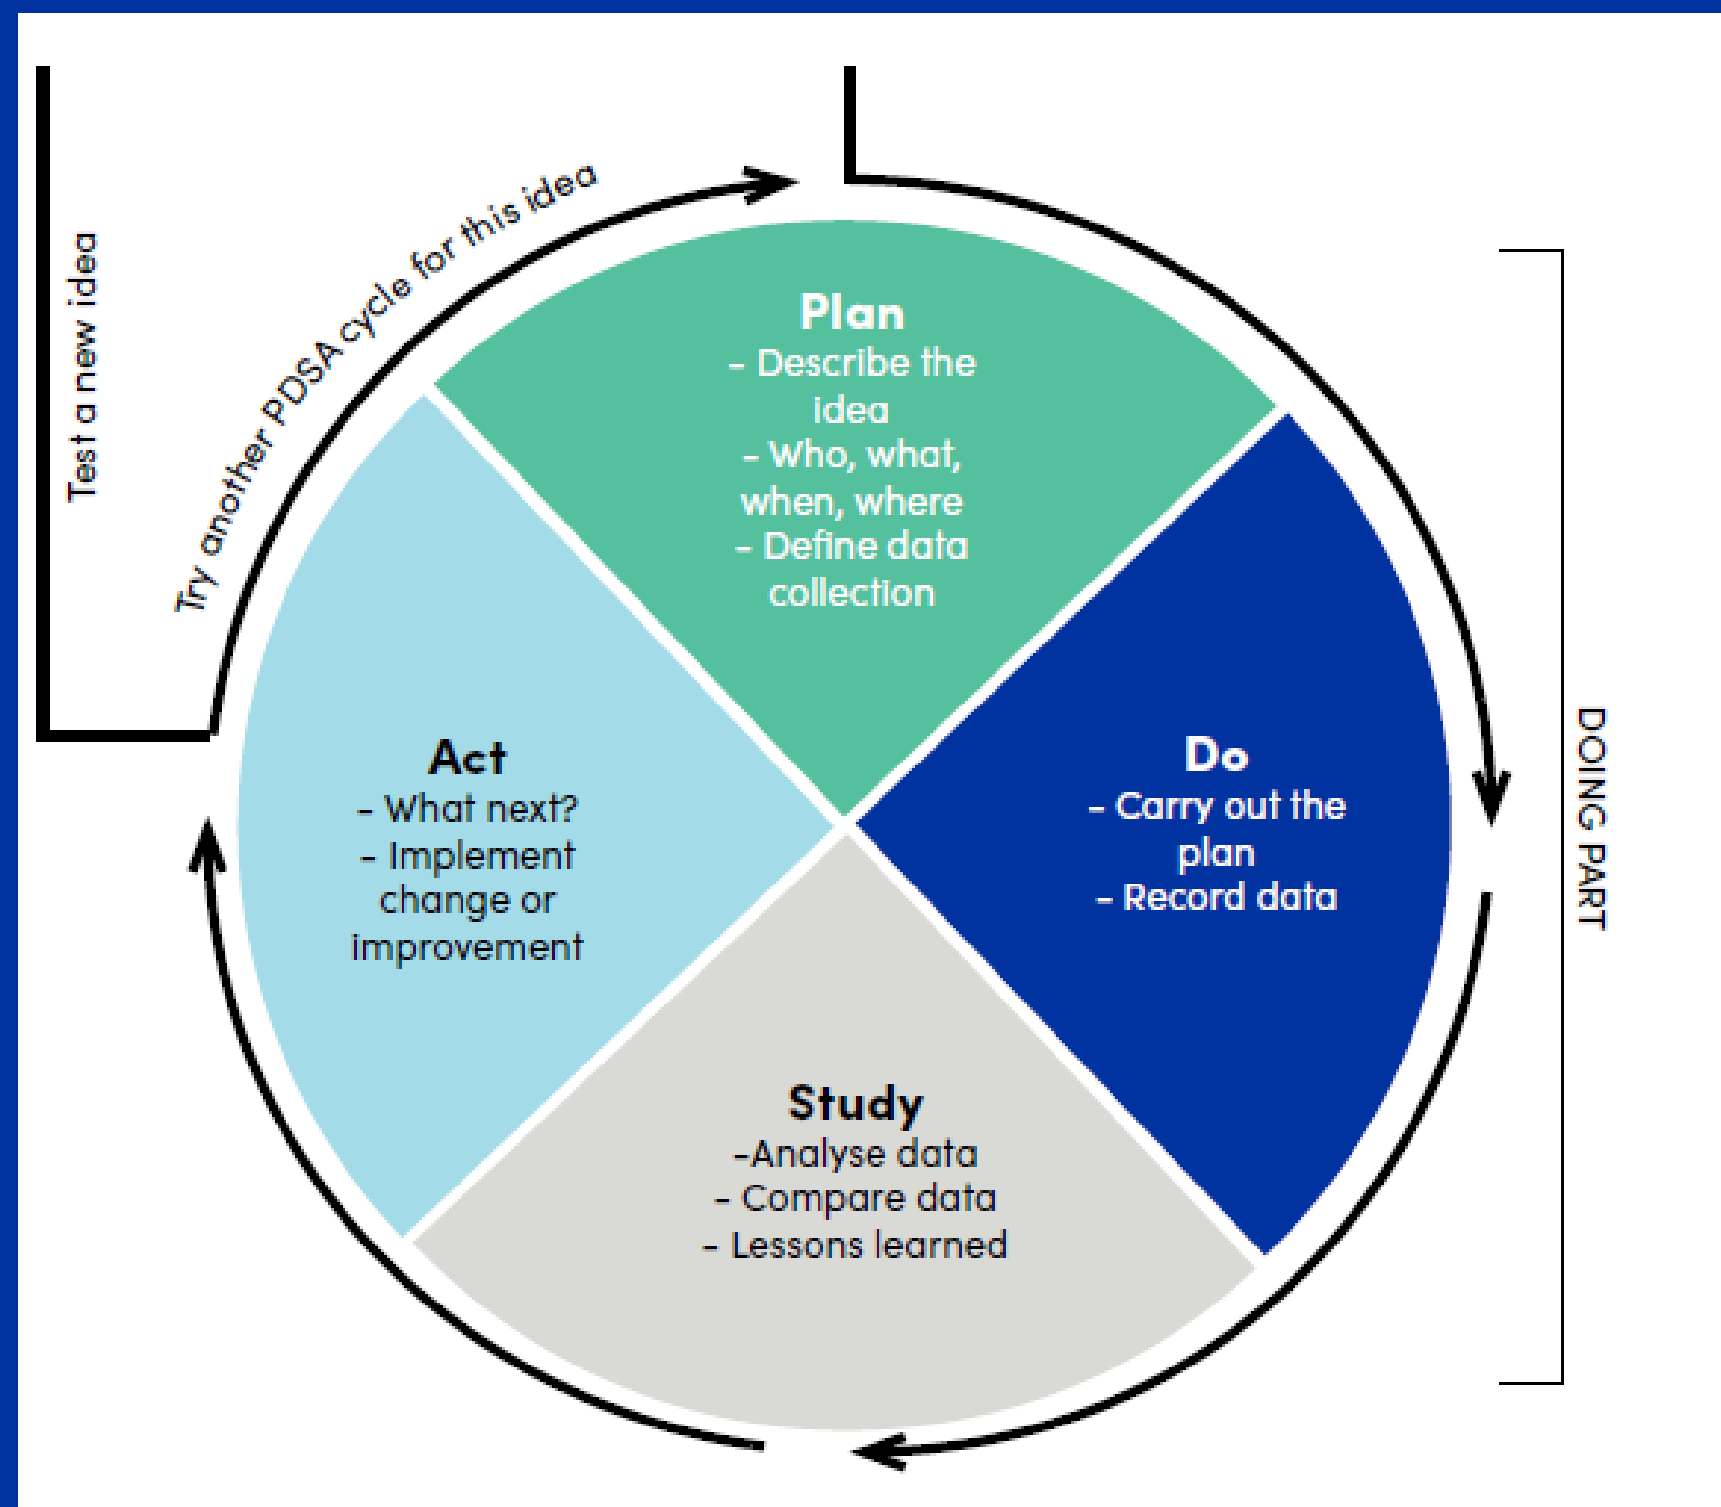 Test a new idea
Try another PDSA cycle for this idea
Plan
- Describe the
idea
- Who, what,
when, where
- Define data
collection
Do
- Carry out the
plan
- Record data
Study
-Analyse data
- Compare data
- Lessons learned
Act
- What next?
- Implement
change or
improvement
DOING PART